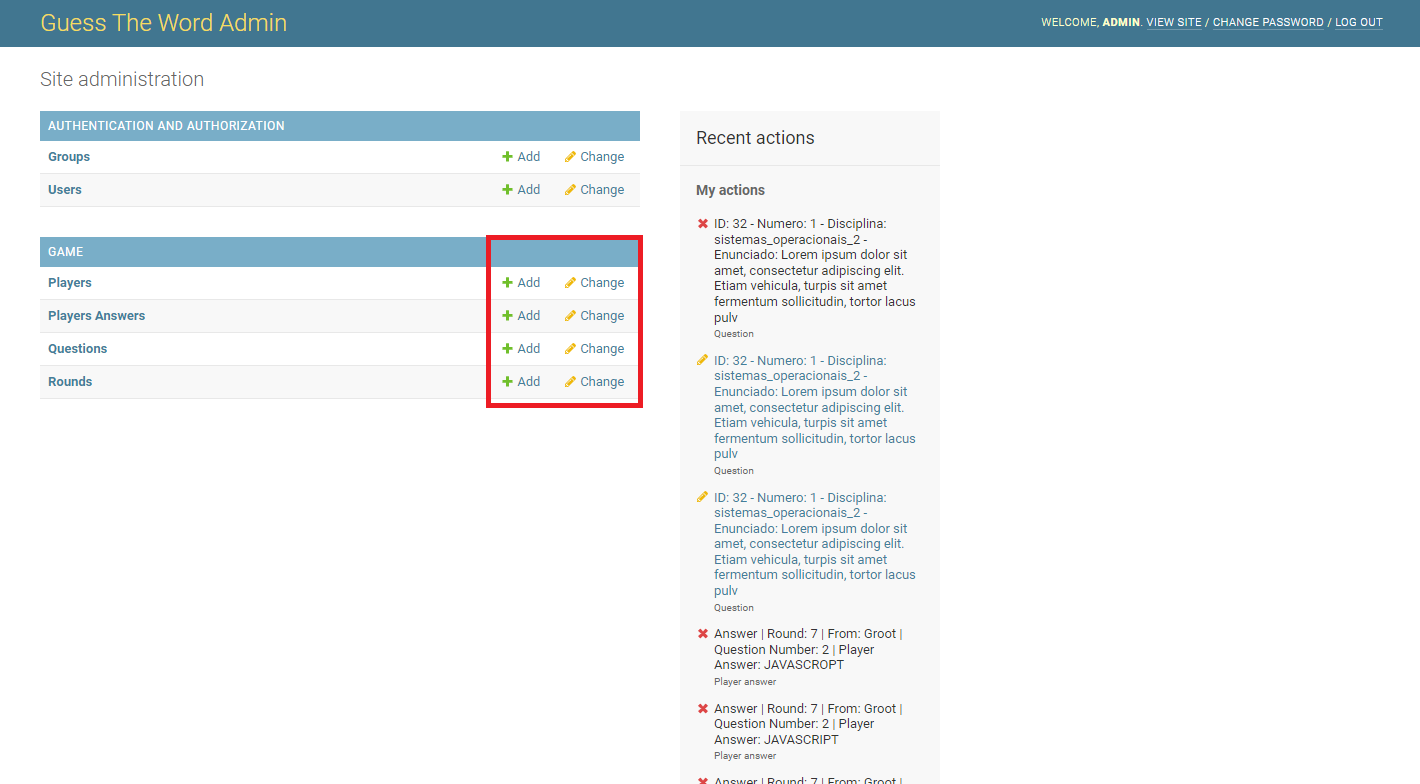 Guess The Word Admin
WELCOME, ADMIN. VIEW SITE / CHANGE PASSWORD / LOG OUT
Site administration
AUTHENTICATION AND AUTHORIZATION
Groups Add Change
Users Add Change
GAME
Players Add Change
Players Answers Add Change
Questions Add Change
Rounds Add Change
Recent actions
My actions
ID: 32 - Numero: 1 - Disciplina:
sistemas_operacionais_2 -
Enunciado: Lorem ipsum dolor sit
amet, consectetur adipiscing elit.
Etiam vehicula, turpis sit amet
fermentum sollicitudin, tortor lacus
pulv
Question
ID: 32 - Numero: 1 - Disciplina:
sistemas_operacionais_2 -
Enunciado: Lorem ipsum dolor sit
amet, consectetur adipiscing elit.
Etiam vehicula, turpis sit amet
fermentum sollicitudin, tortor lacus
pulv
Question
ID: 32 - Numero: 1 - Disciplina:
sistemas_operacionais_2 -
Enunciado: Lorem ipsum dolor sit
amet, consectetur adipiscing elit.
Etiam vehicula, turpis sit amet
fermentum sollicitudin, tortor lacus
pulv
Question
Answer | Round: 7 | From: Groot |
Question Number: 2 | Player
Answer: JAVASCROPT
Player answer
Answer | Round: 7 | From: Groot |
Question Number: 2 | Player
Answer: JAVASCRIPT
Player answer
Answer | Round: 7 | From: Groot |